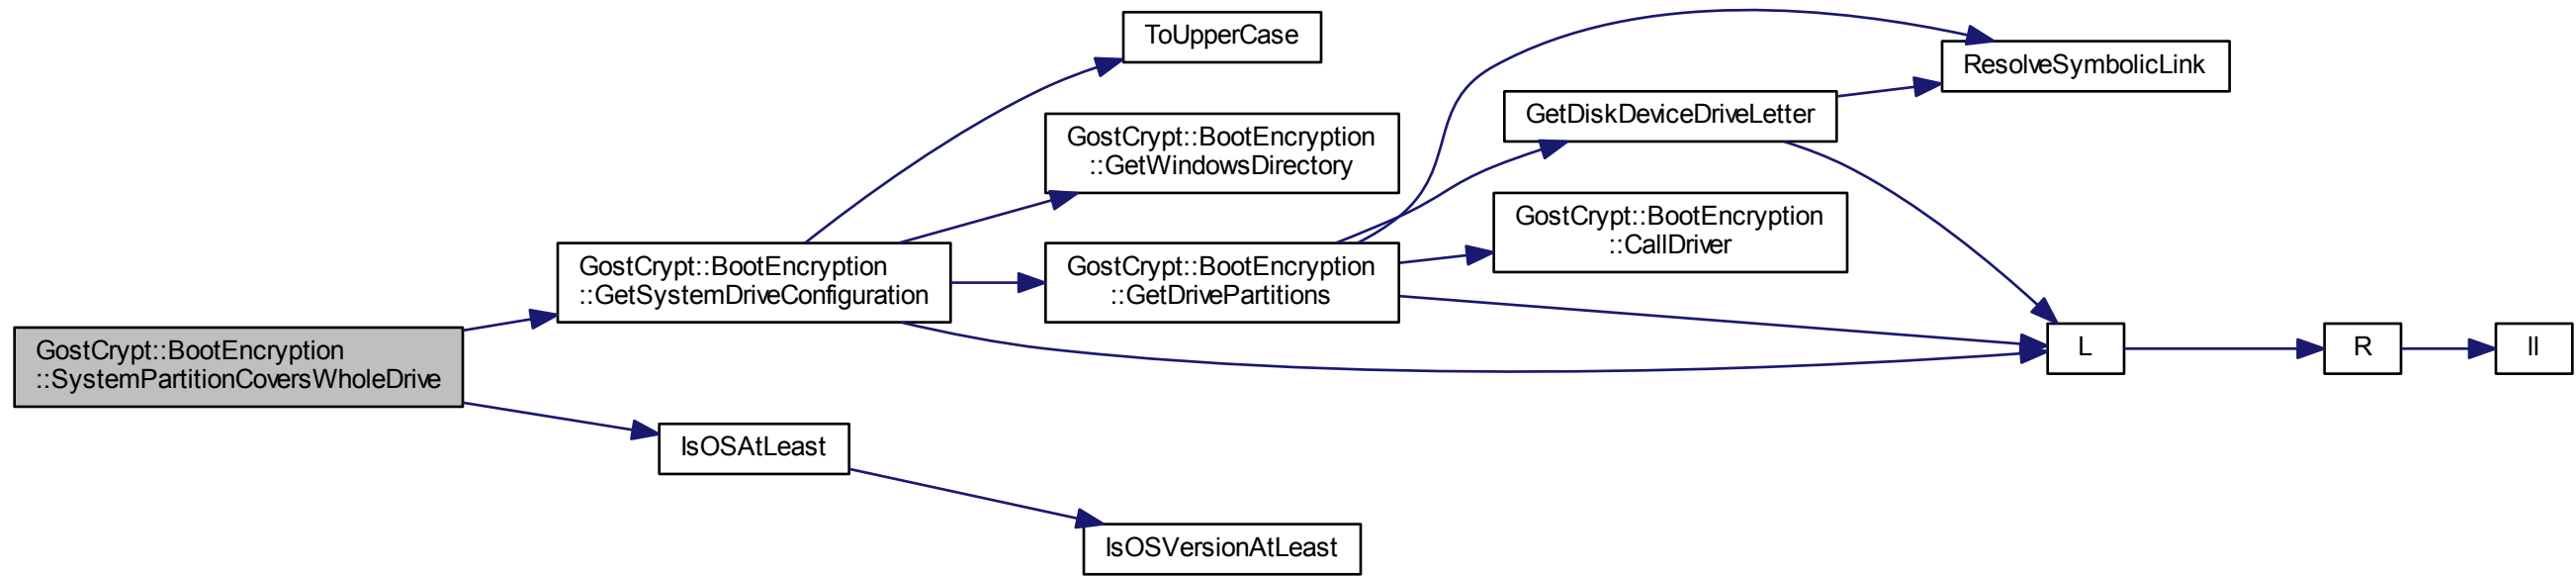 ToUpperCase
ResolveSymbolicLink
GetDiskDeviceDriveLetter
GostCrypt::BootEncryption
::GetWindowsDirectory
GostCrypt::BootEncryption
::CallDriver
GostCrypt::BootEncryption
::GetSystemDriveConfiguration
GostCrypt::BootEncryption
::GetDrivePartitions
GostCrypt::BootEncryption
::SystemPartitionCoversWholeDrive
L
R
ll
IsOSAtLeast
IsOSVersionAtLeast